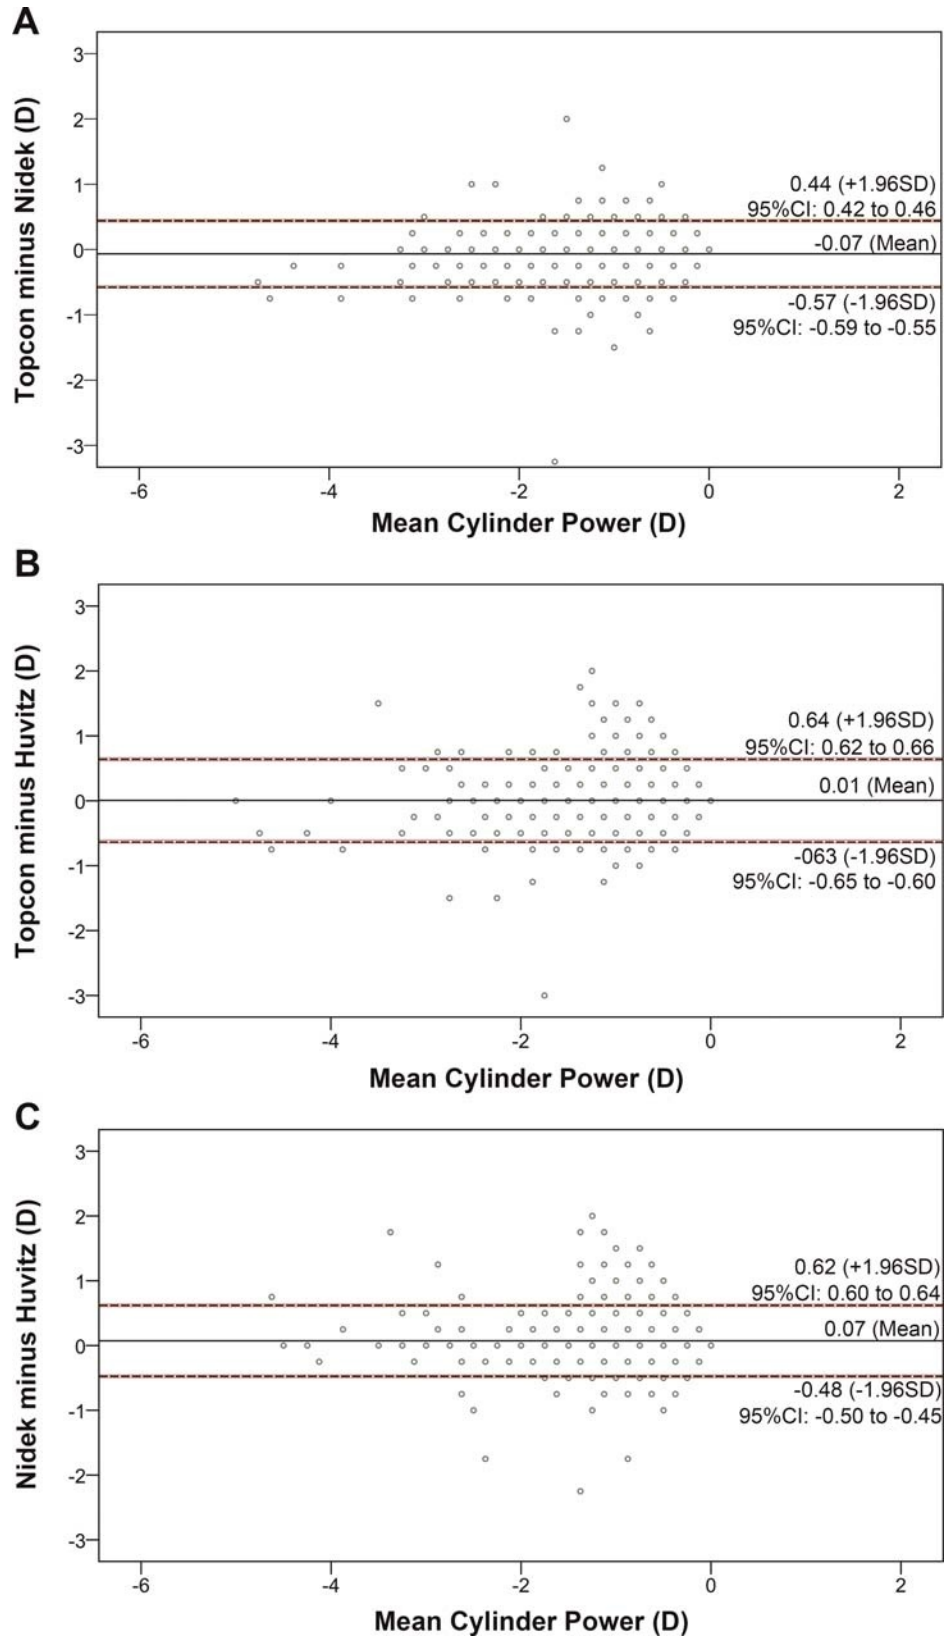 A
Topcon minus Nidek (D)
3
2
1
0
-1
-2
-3
0.44 (+1.96SD)
95%CI: 0.42 to 0.46
-0.07 (Mean)
-0.57 (-1.96SD)
95%CI: -0.59 to -0.55
-6
-4
-2
0
2
Mean Cylinder Power (D)
B
Topcon minus Huvitz (D)
3
2
1
0
-1
-2
-3
0.64 (+1.96SD)
95%CI: 0.62 to 0.66
0.01 (Mean)
-063 (-1.96SD)
95%CI: -0.65 to -0.60
-6
-4
-2
0
2
Mean Cylinder Power (D)
C
Nidek minus Huvitz (D)
3
2
1
0
-1
-2
-3
0.62 (+1.96SD)
95%CI: 0.60 to 0.64
0.07 (Mean)
-0.48 (-1.96SD)
95%CI: -0.50 to -0.45
-6
-4
-2
0
2
Mean Cylinder Power (D)